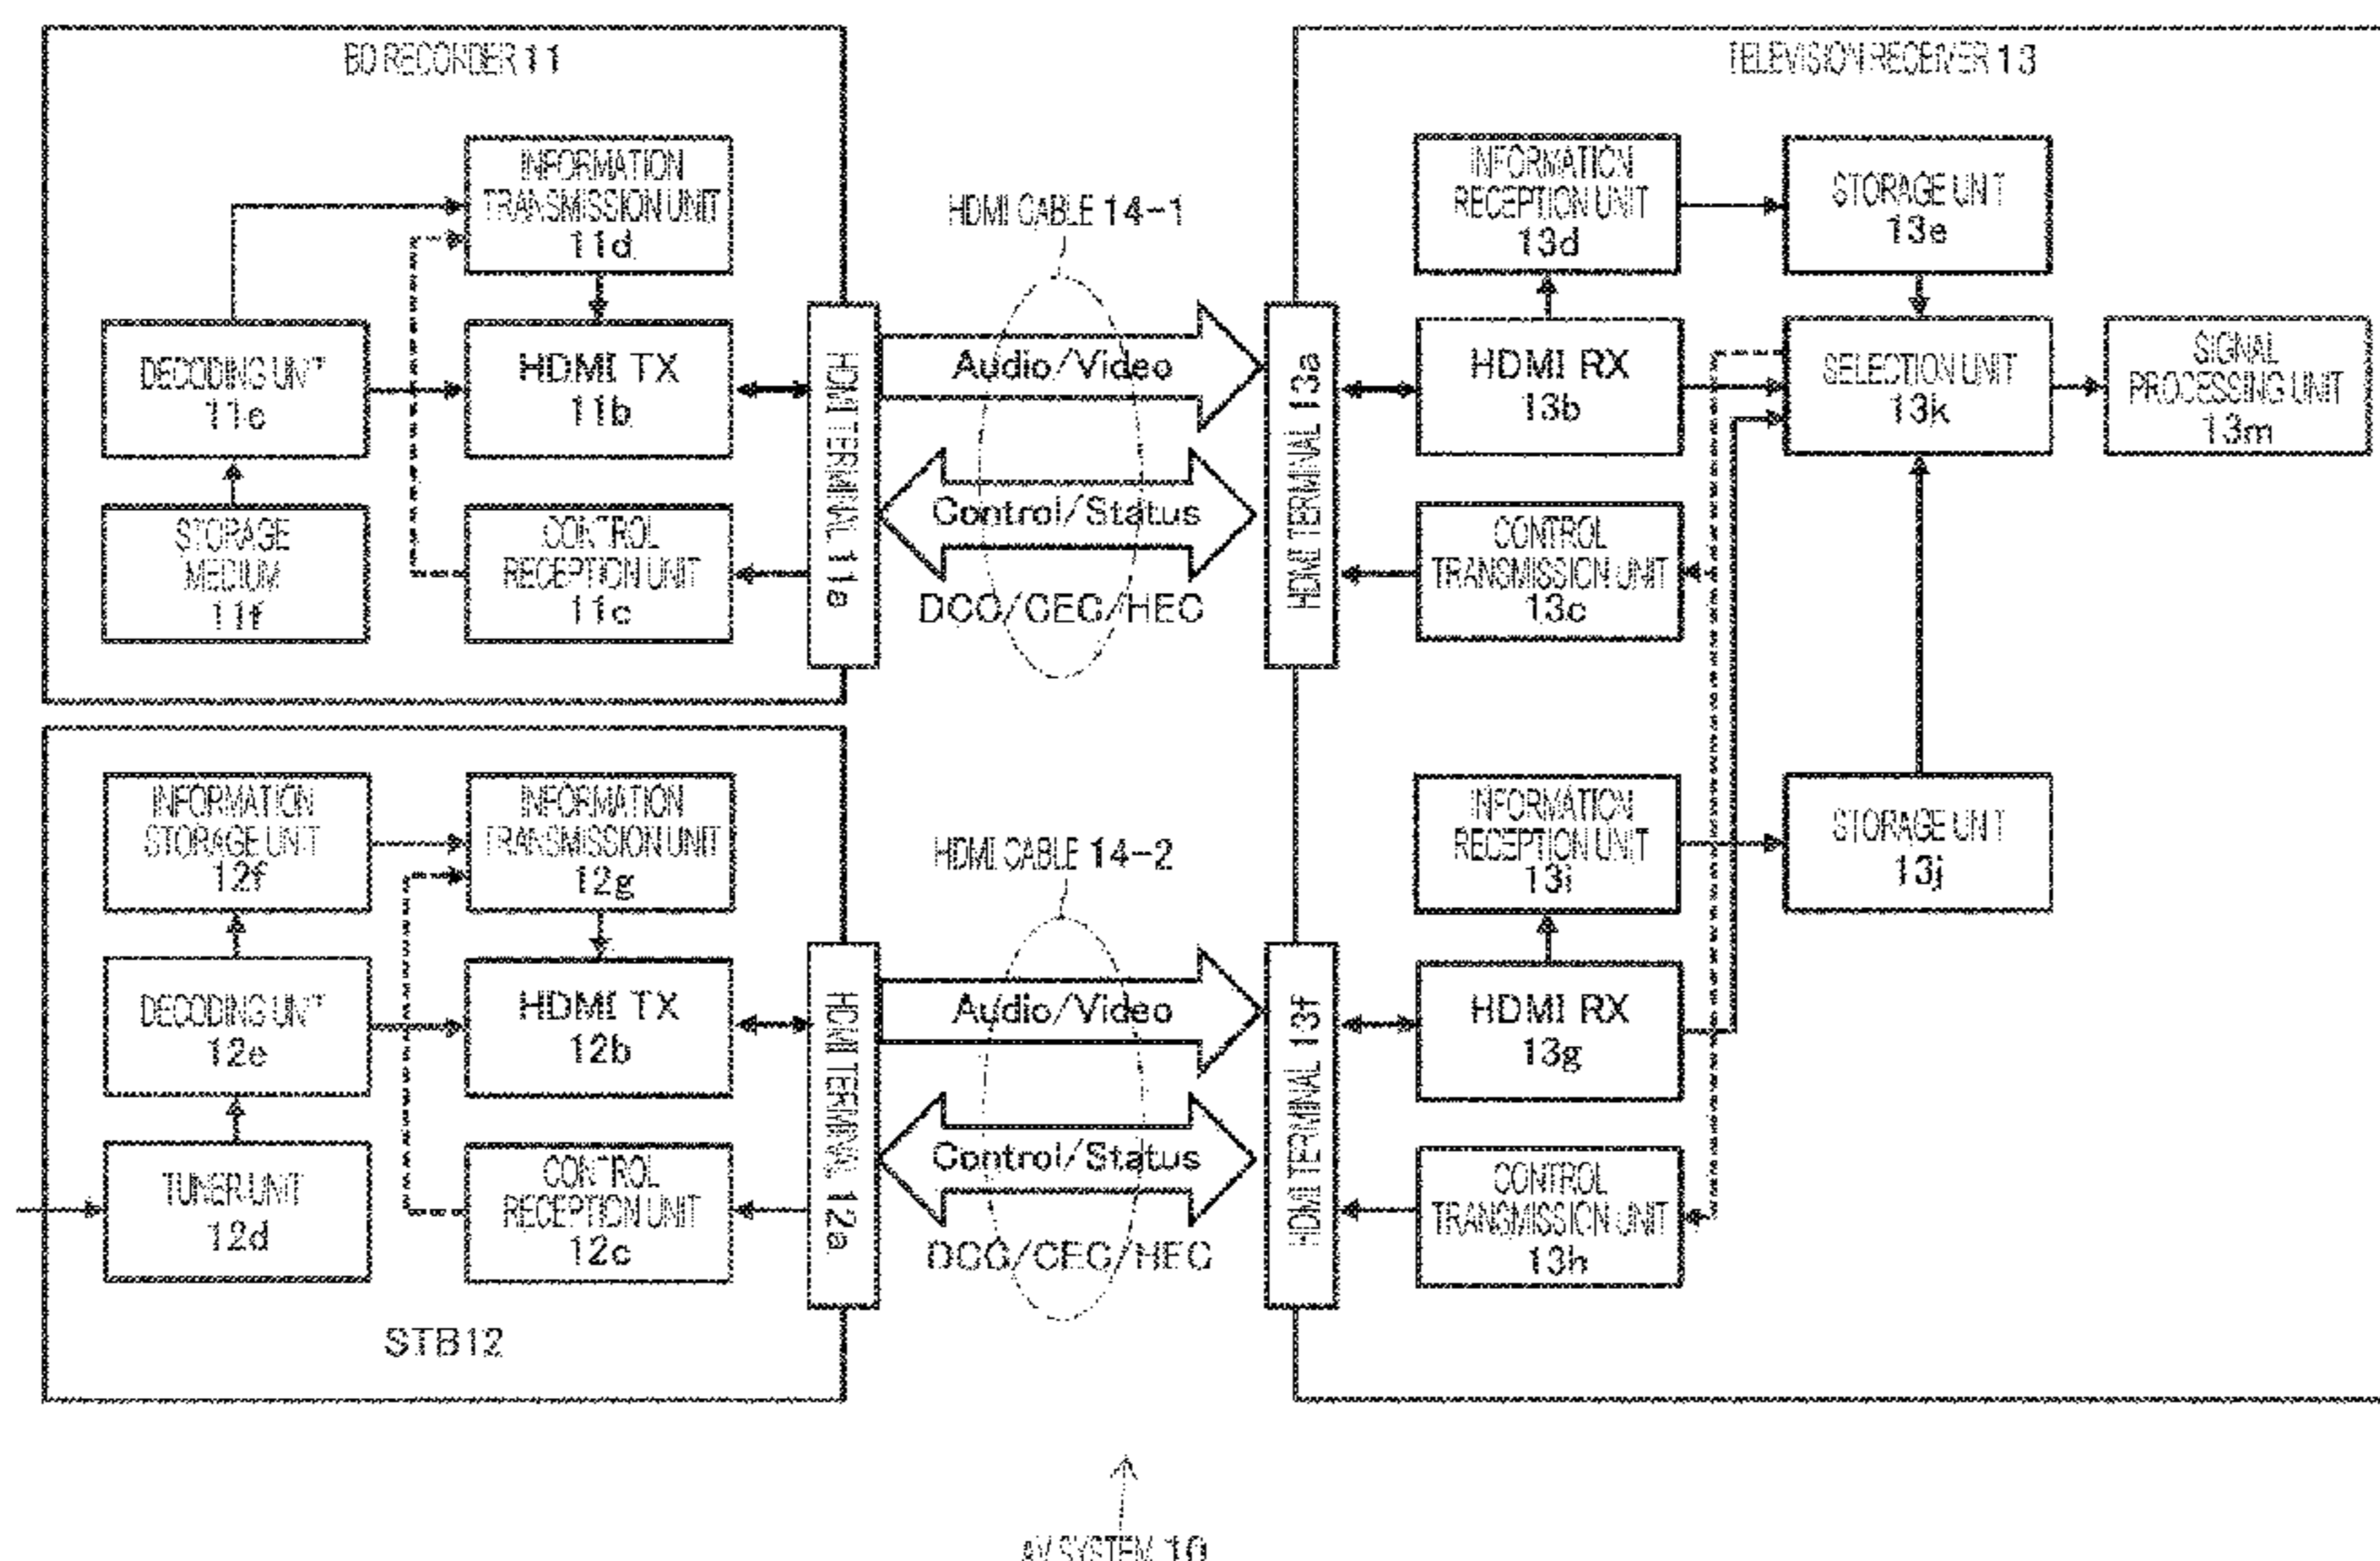 BD RECORDER 11
INFORMATION
TRANSMISSION UNIT
11d
DECODING UNIT
11e
HDMI TX
11b
STORAGE
MEDIUM
11f
CONTROL
RECEPTION UNIT
11c
HDMI TERMINAL 11a
HDMI CABLE 14-1
Audio/Video
Control/Status
DCC/CEC/HEC
TELEVISION RECEIVER 13
HDMI TERMINAL 13a
INFORMATION
RECEPTION UNIT
13d
STORAGE UNIT
13e
HDMI RX
13b
SELECTION UNIT
13k
SIGNAL
PROCESSING UNIT
13m
CONTROL
TRANSMISSION UNIT
13c
INFORMATION
STORAGE UNIT
12f
INFORMATION
TRANSMISSION UNIT
12g
DECODING UNIT
12e
HDMI TX
12b
TUNER UNIT
12d
CONTROL
RECEPTION UNIT
12c
STB12
HDMI TERMINAL 12a
HDMI CABLE 14-2
Audio/Video
Control/Status
DCC/CEC/HEC
HDMI TERMINAL 13f
INFORMATION
RECEPTION UNIT
13i
STORAGE UNIT
13j
HDMI RX
13g
CONTROL
TRANSMISSION UNIT
13h
AV SYSTEM 10